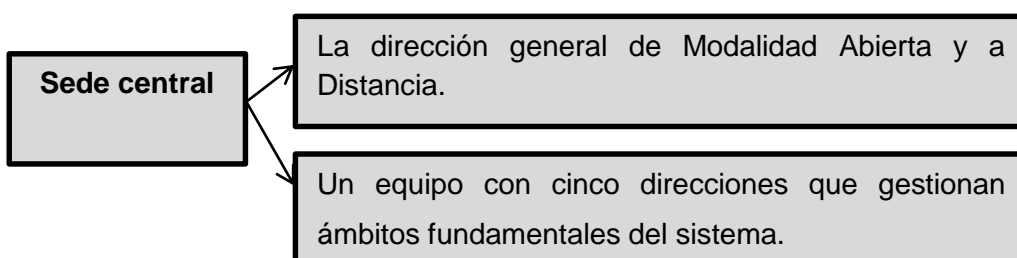 Sede central
La dirección general de Modalidad Abierta y a
Distancia.
Un equipo con cinco direcciones que gestionan
ámbitos fundamentales del sistema.